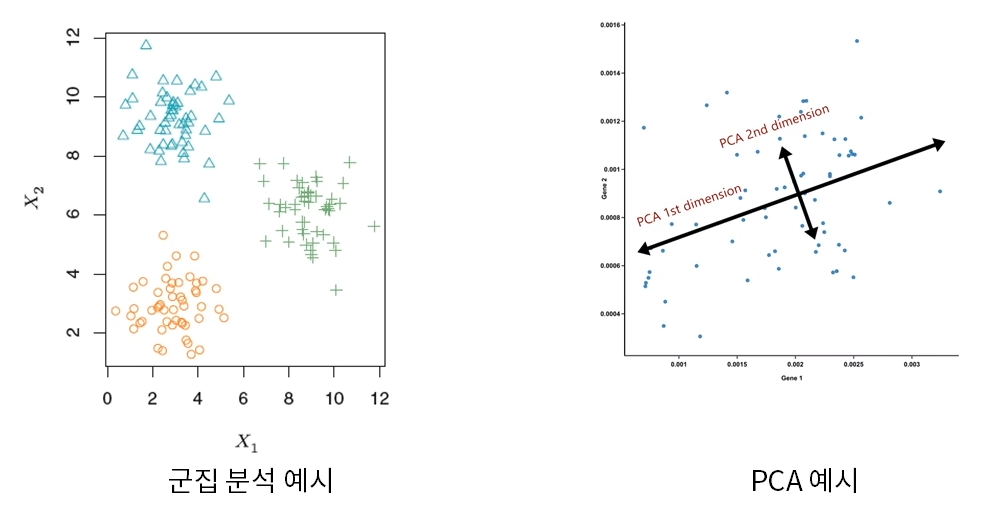 12
10
8
6
4
2
X2
0 2 4 6 8 10 12
X1
군집 분석 예시
0.0016
0.0014
0.0012
0.001
0.0008
0.0006
0.0004
Gene 2
PCA 2nd dimension
PCA 1st dimension
0.001 0.0015 0.002 0.0025 0.003
Gene 1
PCA 예시